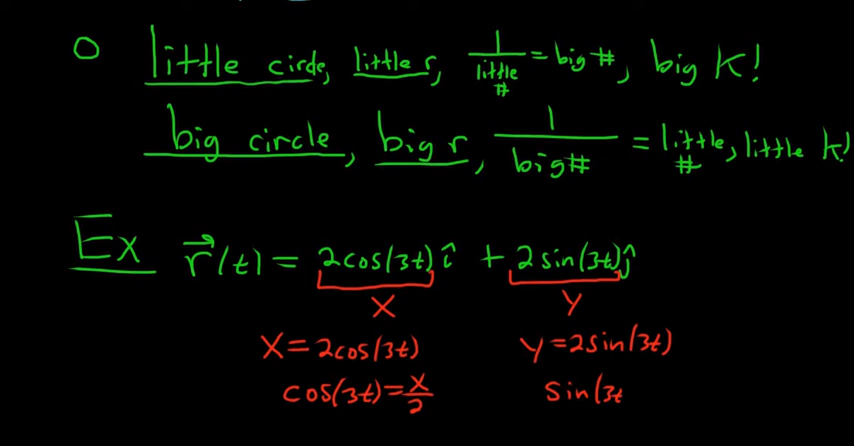 O little circle, little r, 1/little # = big #, big K!
big circle, big r, 1/big # = little #, little K!
Ex r⃗(t) = 2cos(3t)î + 2sin(3t)ĵ
X Y
X = 2cos(3t) Y = 2sin(3t)
cos(3t) = X/2 sin(3t